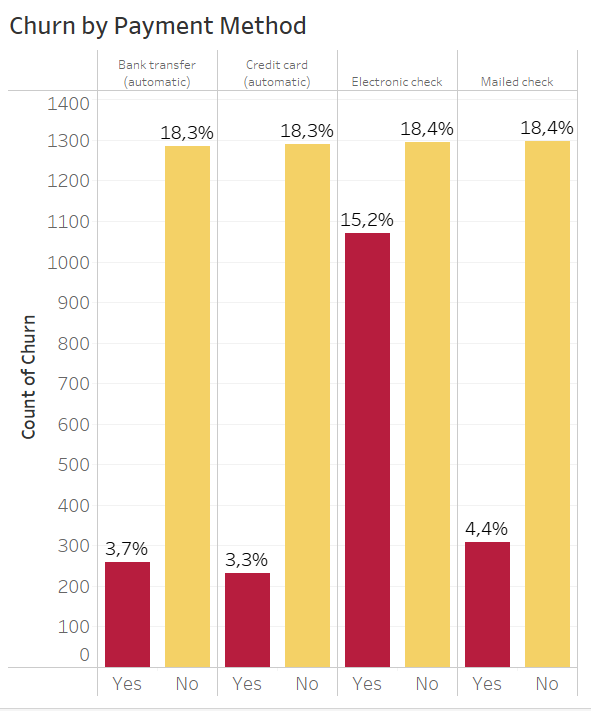 Churn by Payment Method
Bank transfer
(automatic)
Credit card
(automatic)
Electronic check
Mailed check
1400
1300
1200
1100
1000
900
800
700
600
500
400
300
200
100
0
Count of Churn
3,7%
18,3%
3,3%
18,3%
15,2%
18,4%
4,4%
18,4%
Yes No Yes No Yes No Yes No